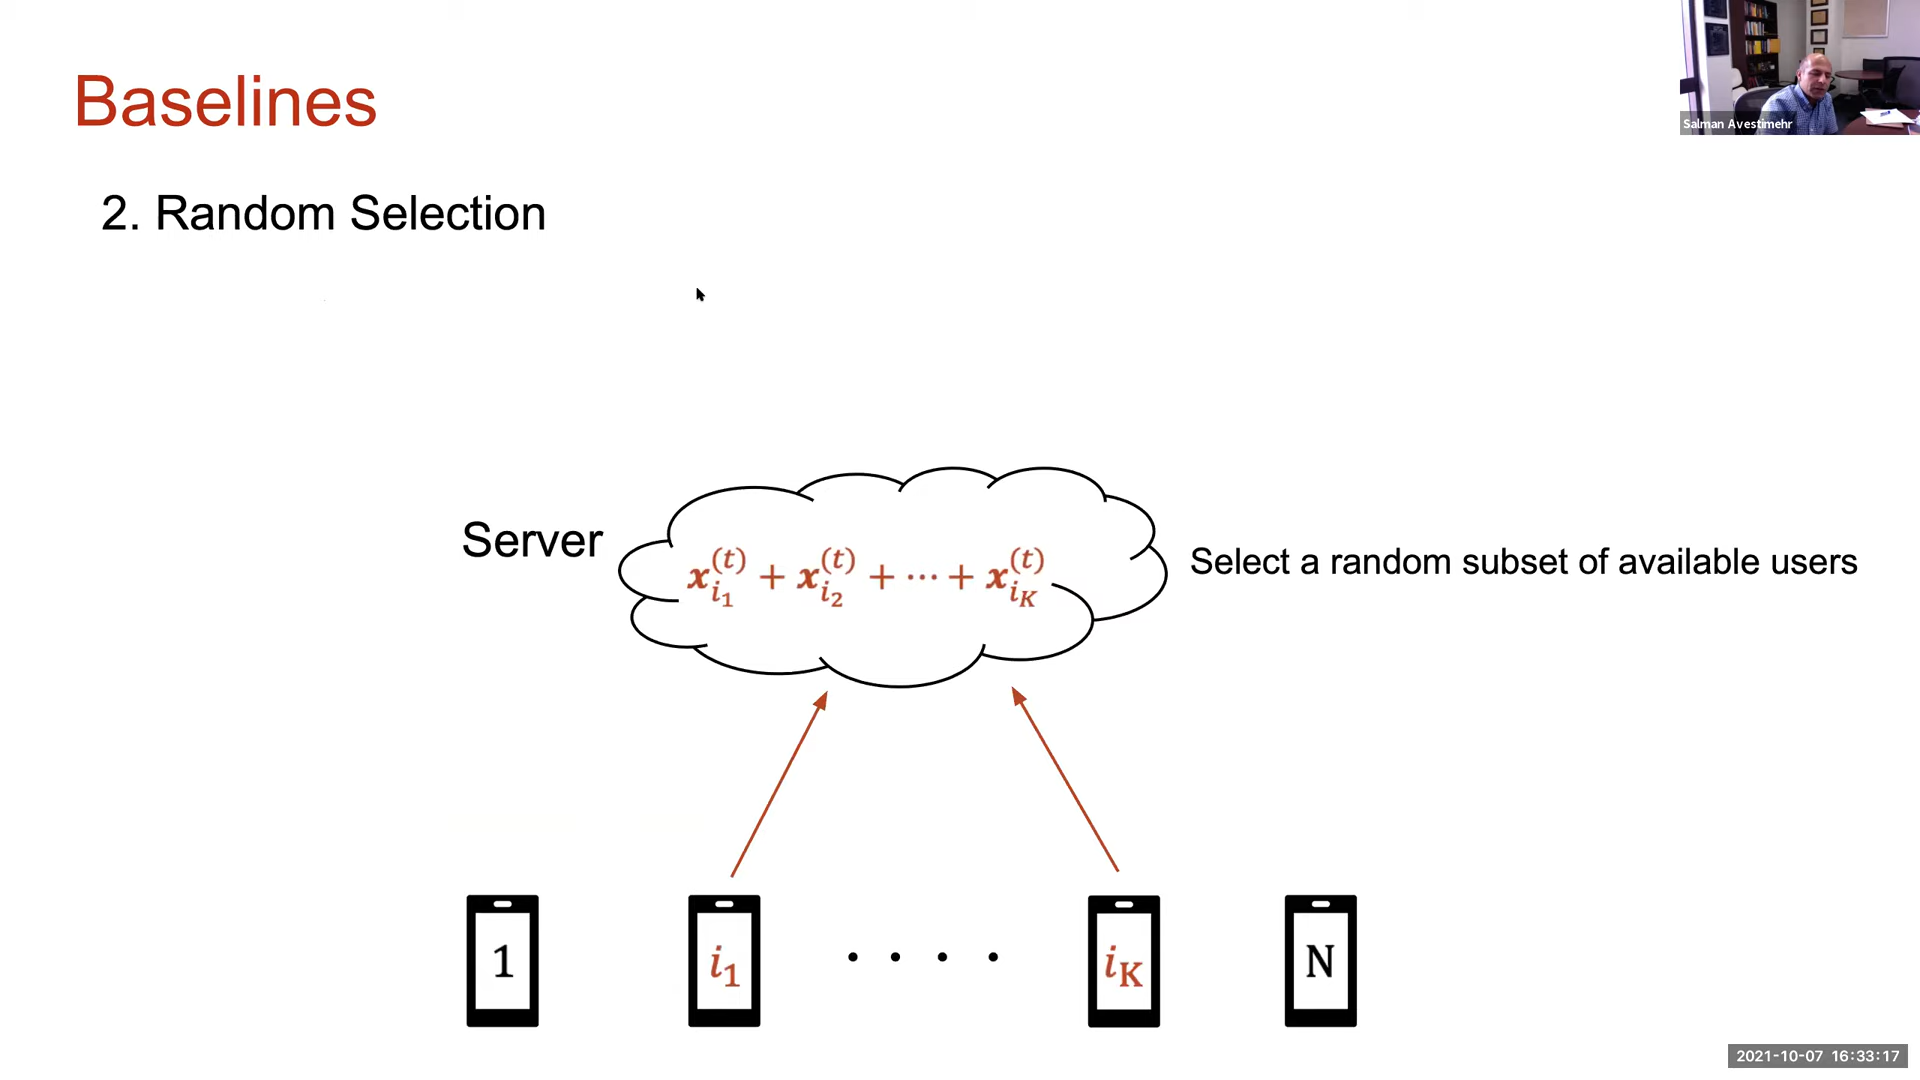 Baselines
Salman Avestimehr
2. Random Selection
Server
x_{i_1}^{(t)} + x_{i_2}^{(t)} + ⋯ + x_{i_K}^{(t)}
Select a random subset of available users
1
i_1
. . . .
i_K
N
2021-10-07 16:33:17